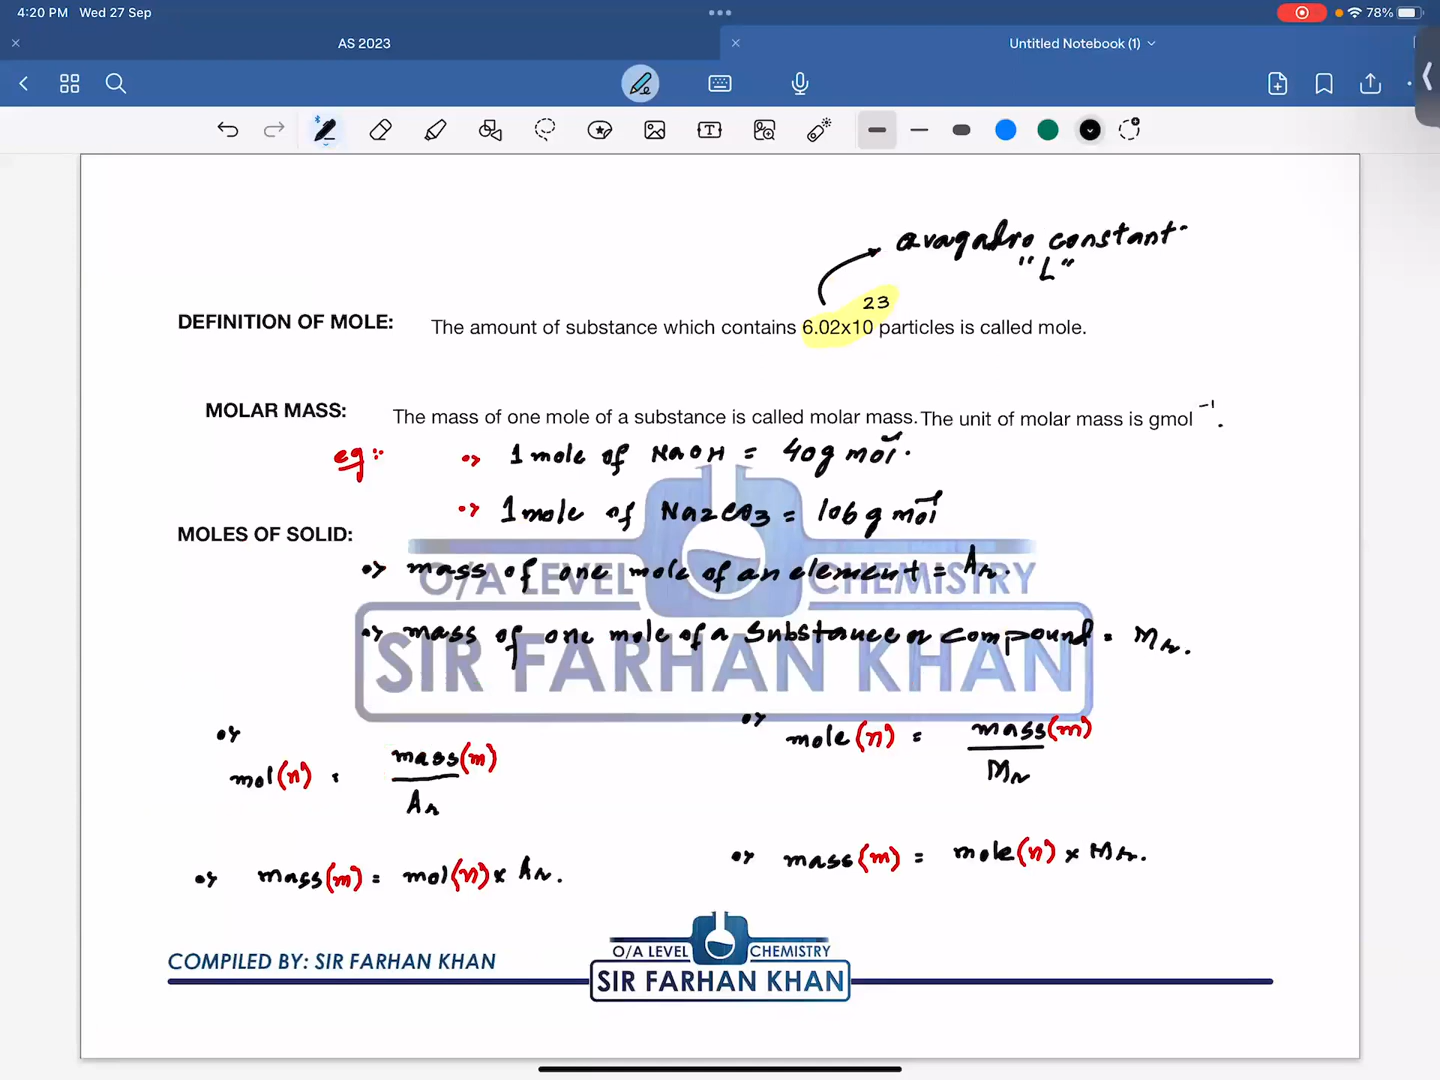 4:20 PM Wed 27 Sep
78%
AS 2023
Untitled Notebook (1)
avagadro constant
"L"
DEFINITION OF MOLE: The amount of substance which contains 6.02x10 23 particles is called mole.
MOLAR MASS: The mass of one mole of a substance is called molar mass. The unit of molar mass is gmol -1.
eg: 1 mole of NaOH = 40g mol-1.
1 mole of Na2CO3 = 106 g mol-1
MOLES OF SOLID:
mass of one mole of an element = Ar.
O/A LEVEL CHEMISTRY
mass of one mole of a substance or compound = Mr.
SIR FARHAN KHAN
mol(n) = mass(m) / Ar
mole(n) = mass(m) / Mr
mass(m) = mol(n) x Ar.
mass(m) = mole(n) x Mr.
COMPILED BY: SIR FARHAN KHAN
O/A LEVEL CHEMISTRY
SIR FARHAN KHAN